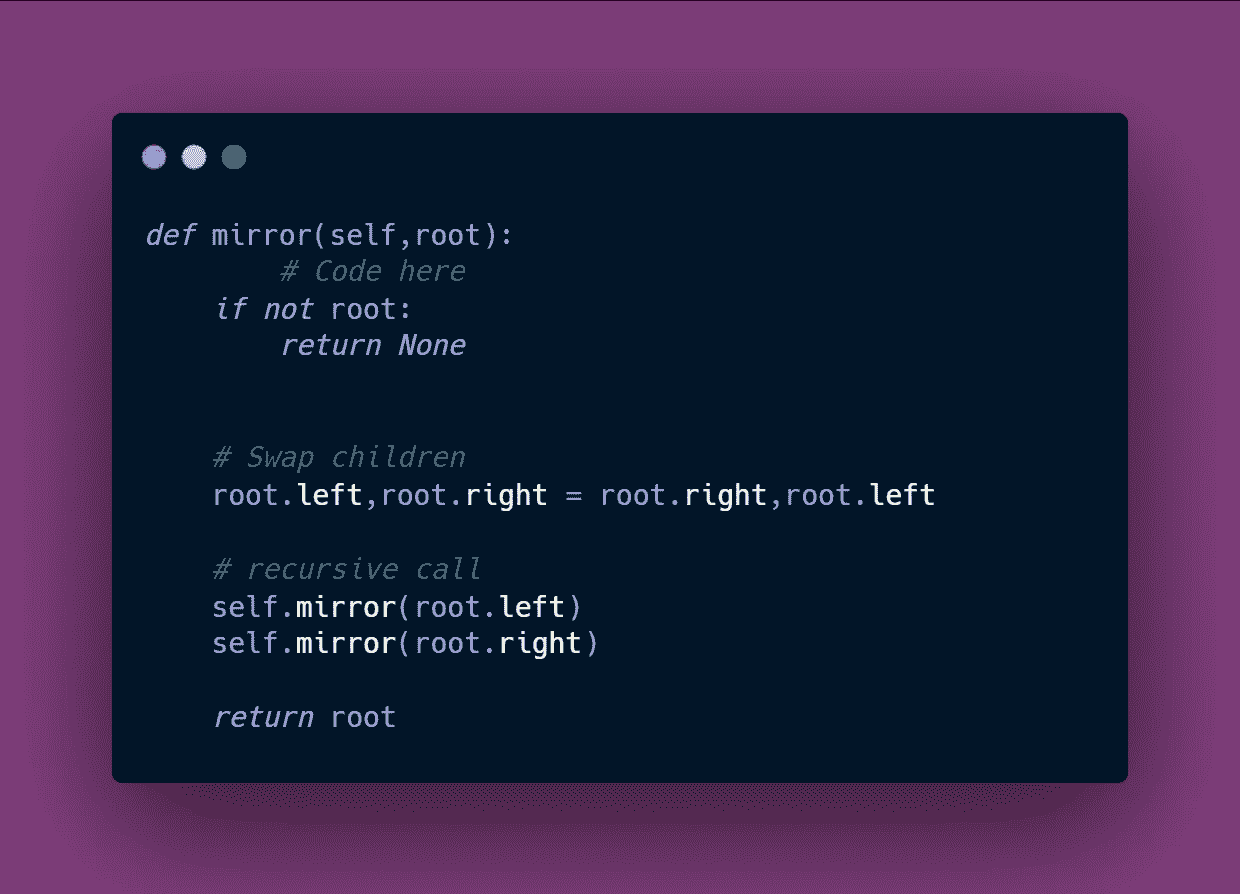 def mirror(self,root):
        # Code here
    if not root:
        return None
    # Swap children
    root.left,root.right = root.right,root.left
    # recursive call
    self.mirror(root.left)
    self.mirror(root.right)
    return root